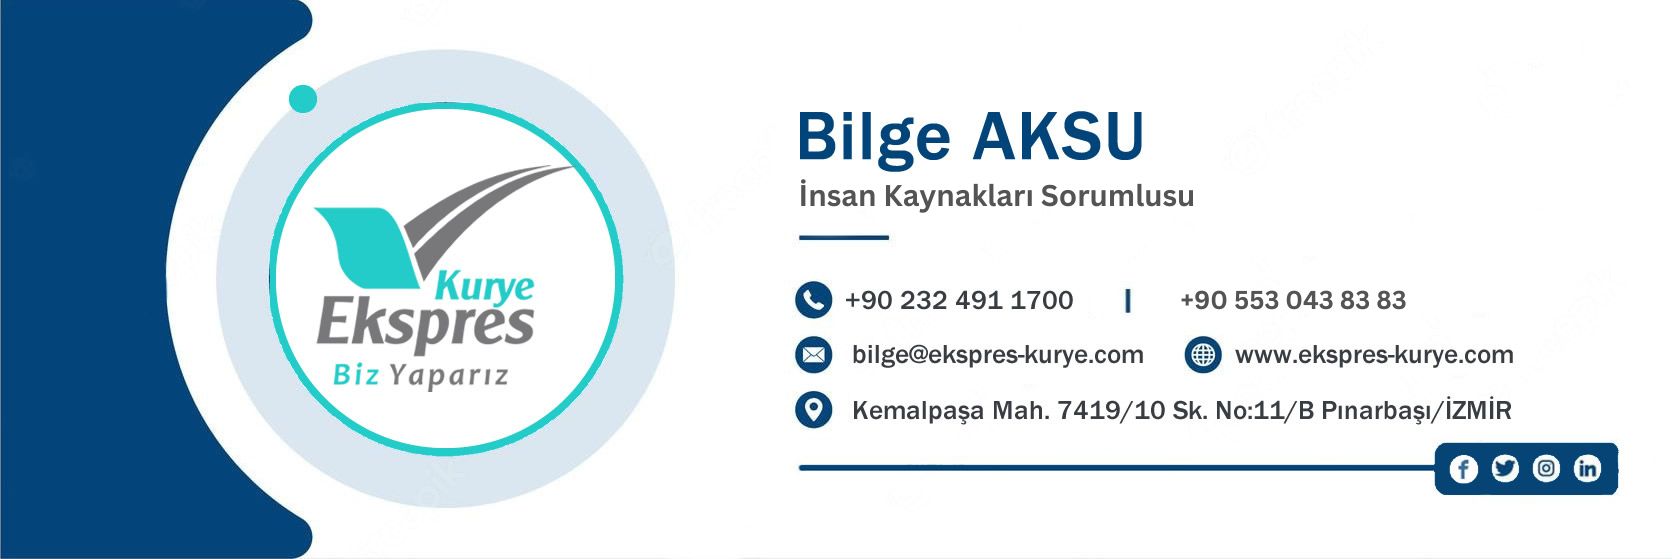 Kurye
Ekspres
Biz Yaparız
Bilge AKSU
İnsan Kaynakları Sorumlusu
+90 232 491 1700 | +90 553 043 83 83
bilge@ekspres-kurye.com www.ekspres-kurye.com
Kemalpaşa Mah. 7419/10 Sk. No:11/B Pınarbaşı/İZMİR